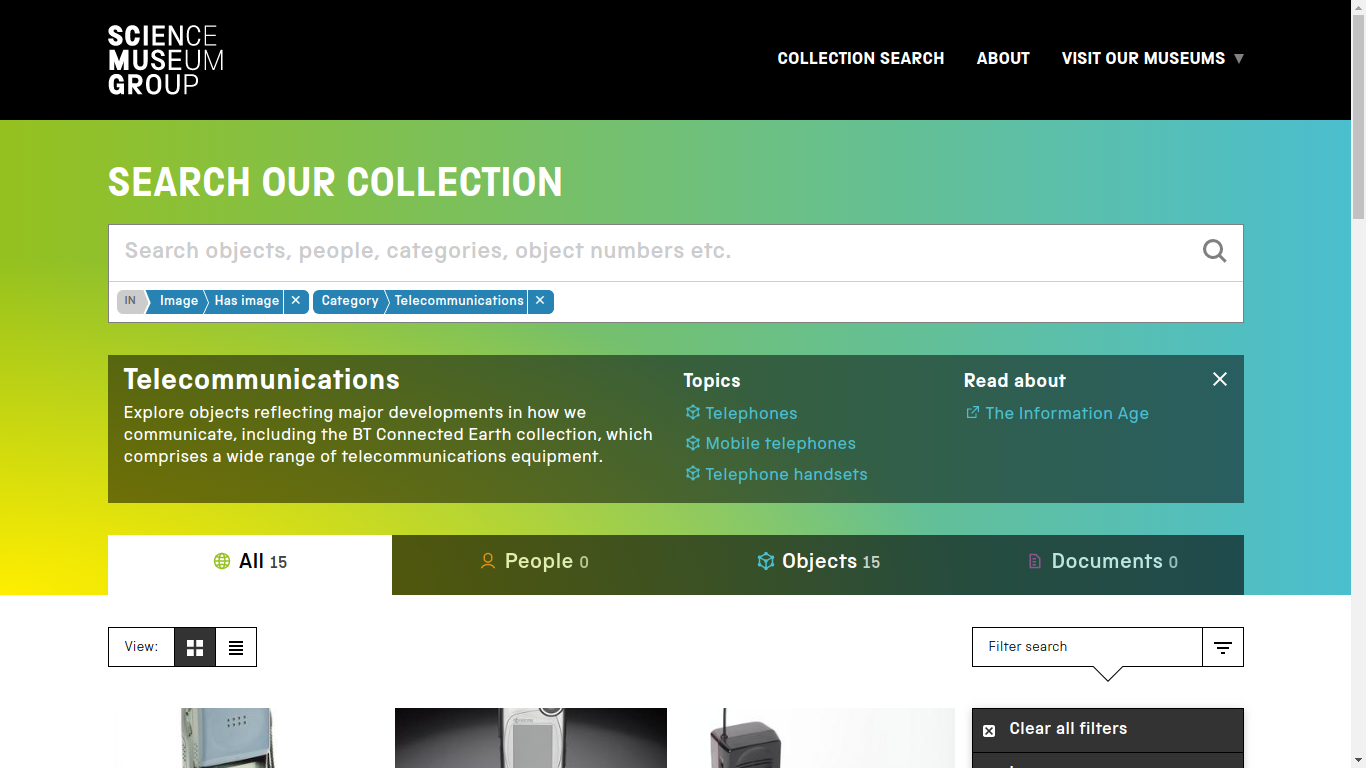 SCIENCE
MUSEUM
GROUP
COLLECTION SEARCH
ABOUT
VISIT OUR MUSEUMS
SEARCH OUR COLLECTION
Search objects, people, categories, object numbers etc.
IN
Image
Has image
Category
Telecommunications
Telecommunications
Explore objects reflecting major developments in how we
communicate, including the BT Connected Earth collection, which
comprises a wide range of telecommunications equipment.
Topics
Telephones
Mobile telephones
Telephone handsets
Read about
The Information Age
All 15
People 0
Objects 15
Documents 0
View:
Filter search
Clear all filters